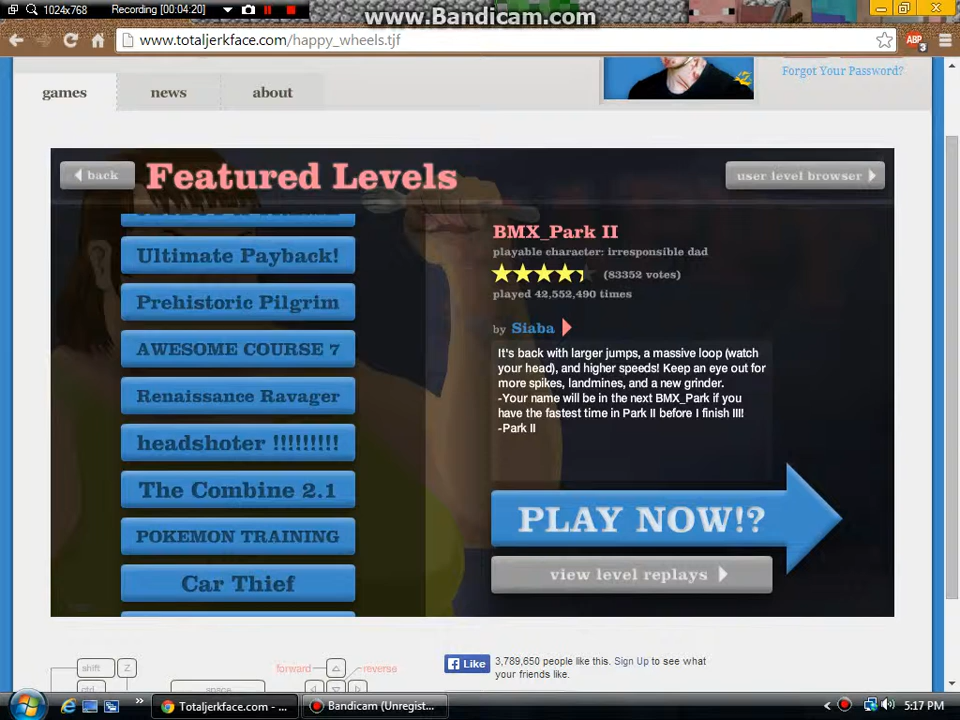 1024x768
Recording [00:04:20]
www.Bandicam.com
www.totaljerkface.com/happy_wheels.tjf
ABP
3
Forgot Your Password?
games
news
about
back
Featured Levels
user level browser
Ultimate Payback!
Prehistoric Pilgrim
AWESOME COURSE 7
Renaissance Ravager
headshoter !!!!!!!!!
The Combine 2.1
POKEMON TRAINING
Car Thief
BMX_Park II
playable character: irresponsible dad
(83352 votes)
played 42,552,490 times
by Siaba
It's back with larger jumps, a massive loop (watch
your head), and higher speeds! Keep an eye out for
more spikes, landmines, and a new grinder.
-Your name will be in the next BMX_Park if you
have the fastest time in Park II before I finish III!
-Park II
PLAY NOW!?
view level replays
shift
Z
ctrl
space
forward
reverse
Like
3,789,650 people like this. Sign Up to see what
your friends like.
Totaljerkface.com - ...
Bandicam (Unregist...
5:17 PM